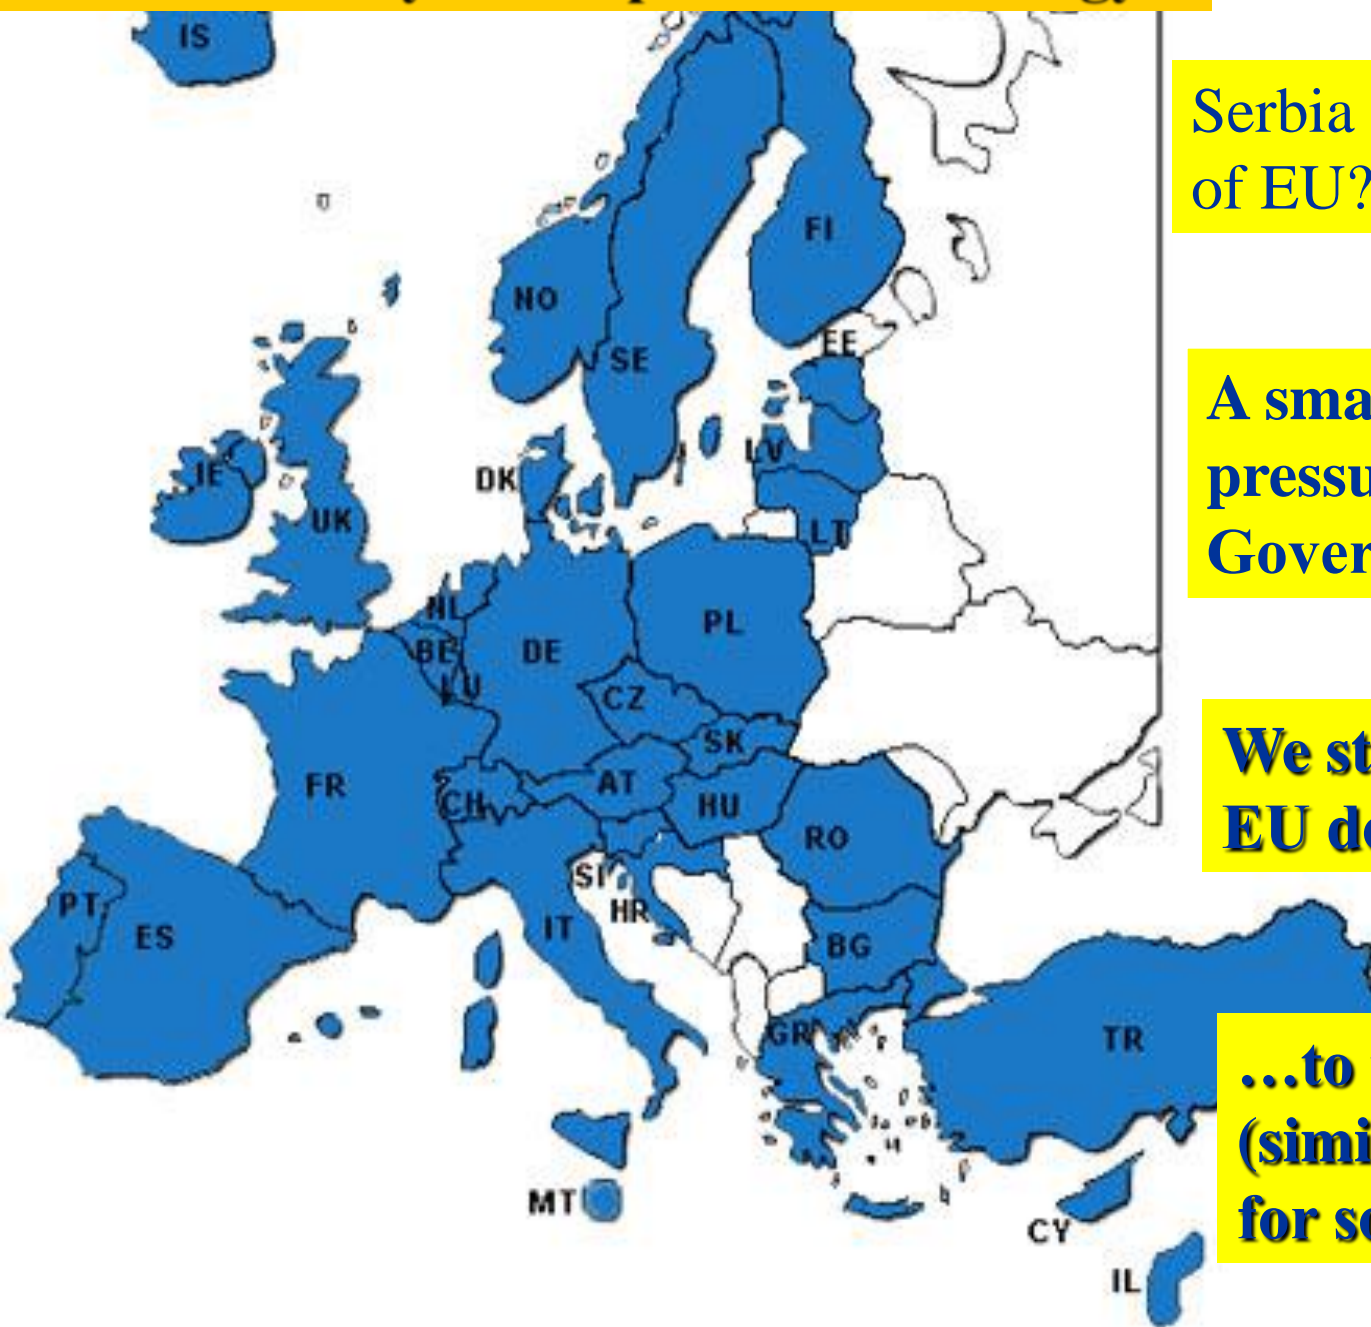 IS
Serbia
of EU?
FI
NO
EE
SE
A sma
pressu
Gover
LV
DK
IE
UK
LT
NL
PL
BE
DE
LU
CZ
SK
We st
EU de
FR
AT
CH
HU
RO
SI
HR
PT
ES
IT
BG
GR
TR
…to
(simi
for se
MT
CY
IL